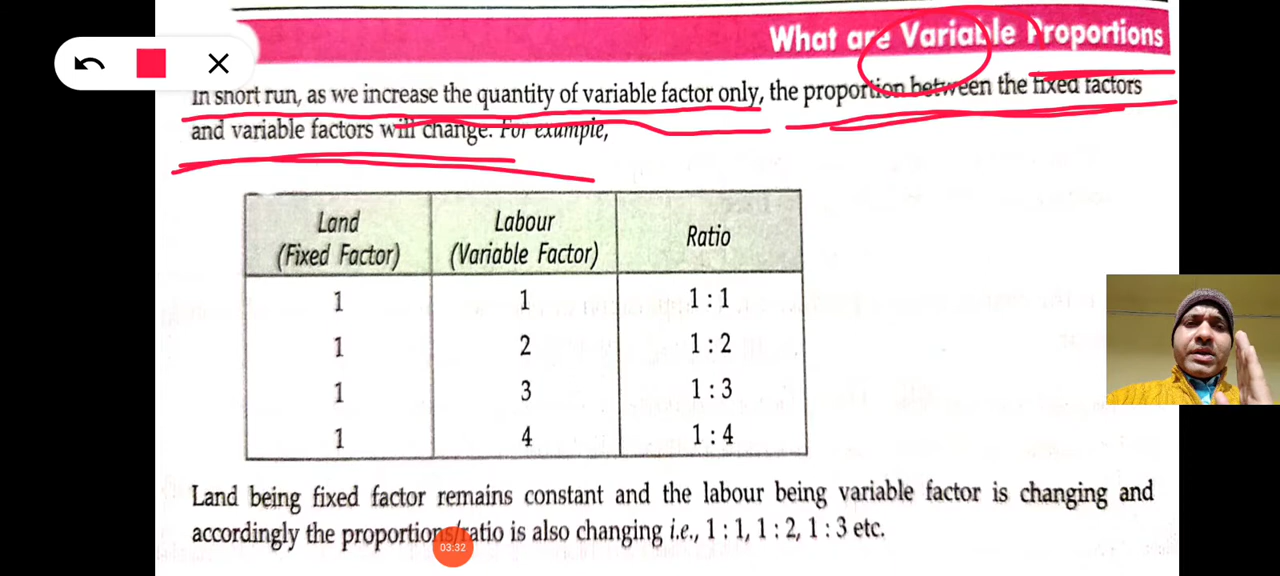 What are Variable Proportions
In short run, as we increase the quantity of variable factor only, the proportion between the fixed factors
and variable factors will change. For example,
Land (Fixed Factor) Labour (Variable Factor) Ratio
1 1 1 : 1
1 2 1 : 2
1 3 1 : 3
1 4 1 : 4
Land being fixed factor remains constant and the labour being variable factor is changing and
accordingly the proportions/ratio is also changing i.e., 1 : 1, 1 : 2, 1 : 3 etc.
03:32